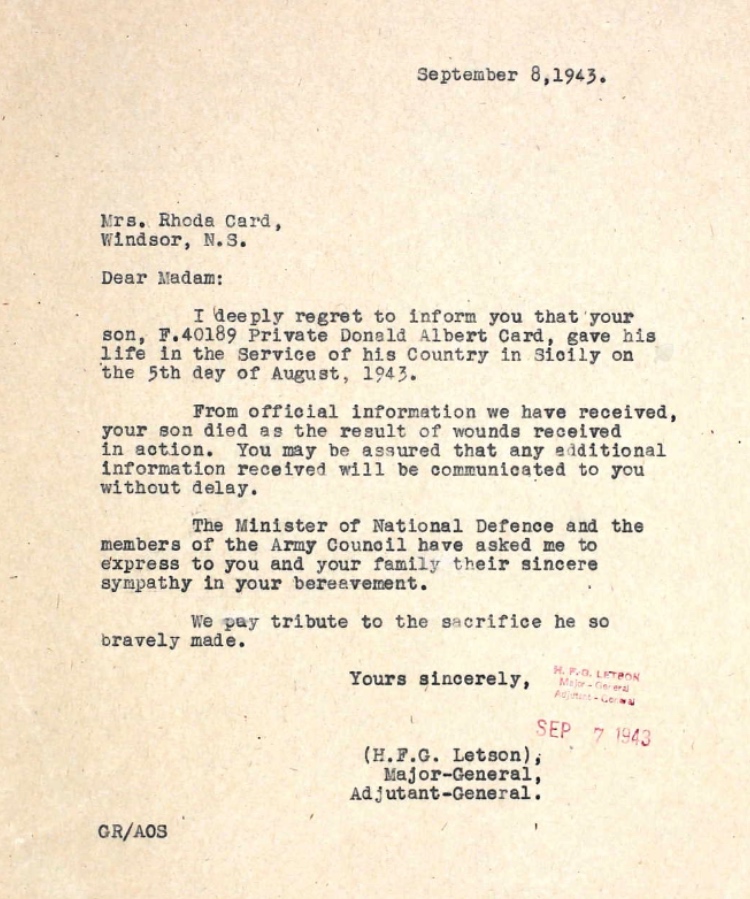 September 8,1943.
Mrs. Rhoda Card,
Windsor, N.S.
Dear Madam:
I deeply regret to inform you that your
son, F.40189 Private Donald Albert Card, gave his
life in the Service of his Country in Sicily on
the 5th day of August, 1943.
From official information we have received,
your son died as the result of wounds received
in action. You may be assured that any additional
information received will be communicated to you
without delay.
The Minister of National Defence and the
members of the Army Council have asked me to
express to you and your family their sincere
sympathy in your bereavement.
We pay tribute to the sacrifice he so
bravely made.
Yours sincerely,
H. F.G. LETSON
Major - General
Adjutant - General
SEP 7 1943
(H.F.G. Letson),
Major-General,
Adjutant-General.
GR/AOS